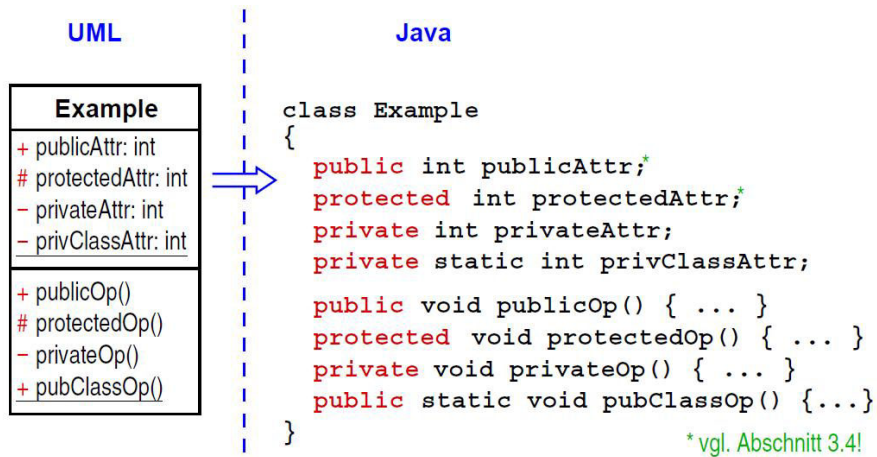 UML
Java
Example
+ publicAttr: int
# protectedAttr: int
− privateAttr: int
− privClassAttr: int
+ publicOp()
# protectedOp()
− privateOp()
+ pubClassOp()
class Example
{
public int publicAttr;*
protected int protectedAttr;*
private int privateAttr;
private static int privClassAttr;
public void publicOp() { ... }
protected void protectedOp() { ... }
private void privateOp() { ... }
public static void pubClassOp() {...}
}
* vgl. Abschnitt 3.4!